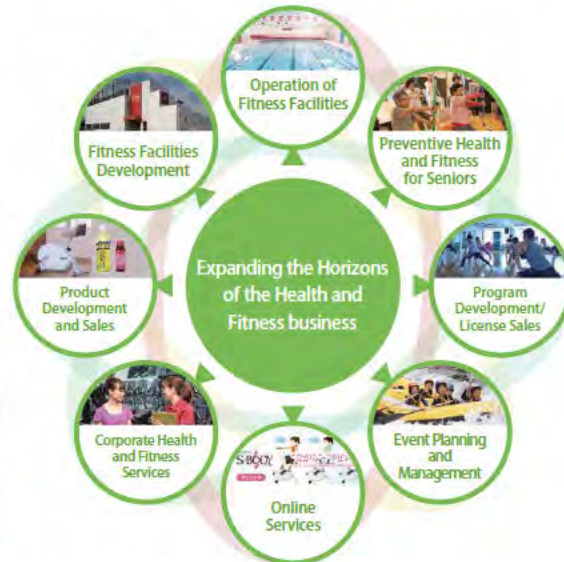 Operation of
Fitness Facilities
Preventive Health
and Fitness
for Seniors
Program
Development/
License Sales
Event Planning
and
Management
S-BODY
Online
Services
Corporate Health
and Fitness
Services
Product
Development
and Sales
Fitness Facilities
Development
Expanding the Horizons
of the Health and
Fitness business